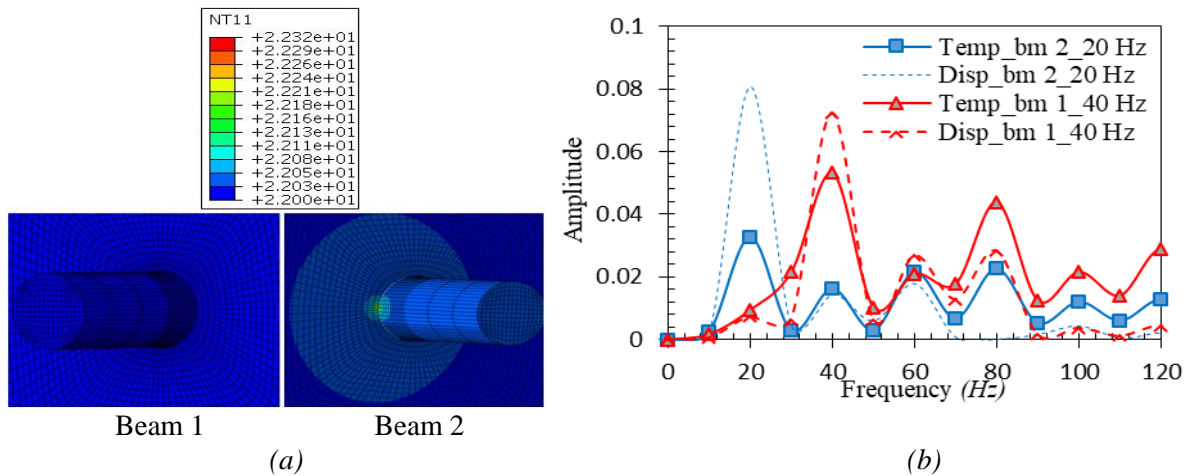 NT11
+2.232e+01
+2.229e+01
+2.226e+01
+2.224e+01
+2.221e+01
+2.218e+01
+2.216e+01
+2.213e+01
+2.211e+01
+2.208e+01
+2.205e+01
+2.203e+01
+2.200e+01
Beam 1
Beam 2
(a)
0.1
0.08
0.06
0.04
0.02
0
Amplitude
Temp_bm 2_20 Hz
Disp_bm 2_20 Hz
Temp_bm 1_40 Hz
Disp_bm 1_40 Hz
0 20 40 60 80 100 120
Frequency (Hz)
(b)